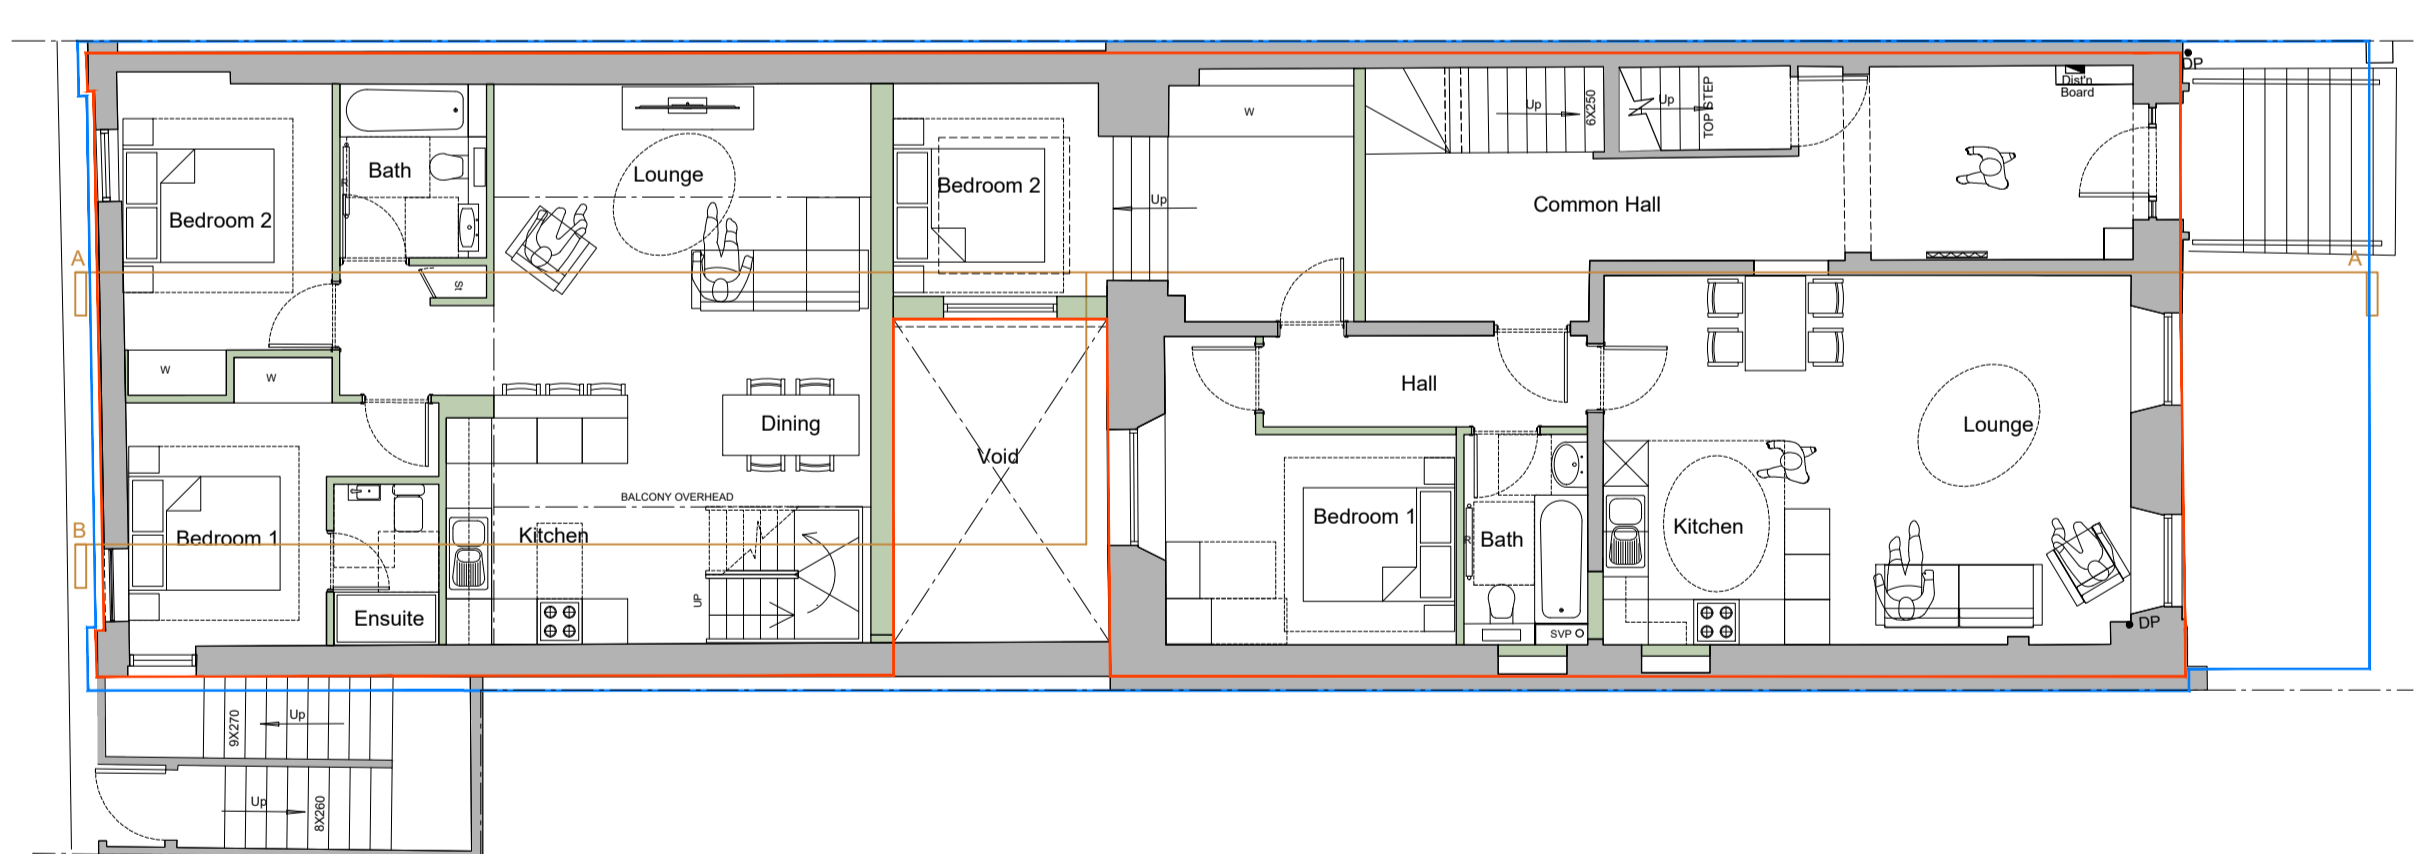 DP
Dist'n
Board
Up
6X250
Up
TOP STEP
W
Bath
Lounge
Bedroom 2
Bedroom 2
Up
Common Hall
R
A
A
St
W
W
Hall
Dining
Lounge
Void
BALCONY OVERHEAD
Bedroom 1
Kitchen
Kitchen
Bedroom 1
Bath
R
B
UP
Ensuite
SVP
DP
9X270
Up
Up
8X260